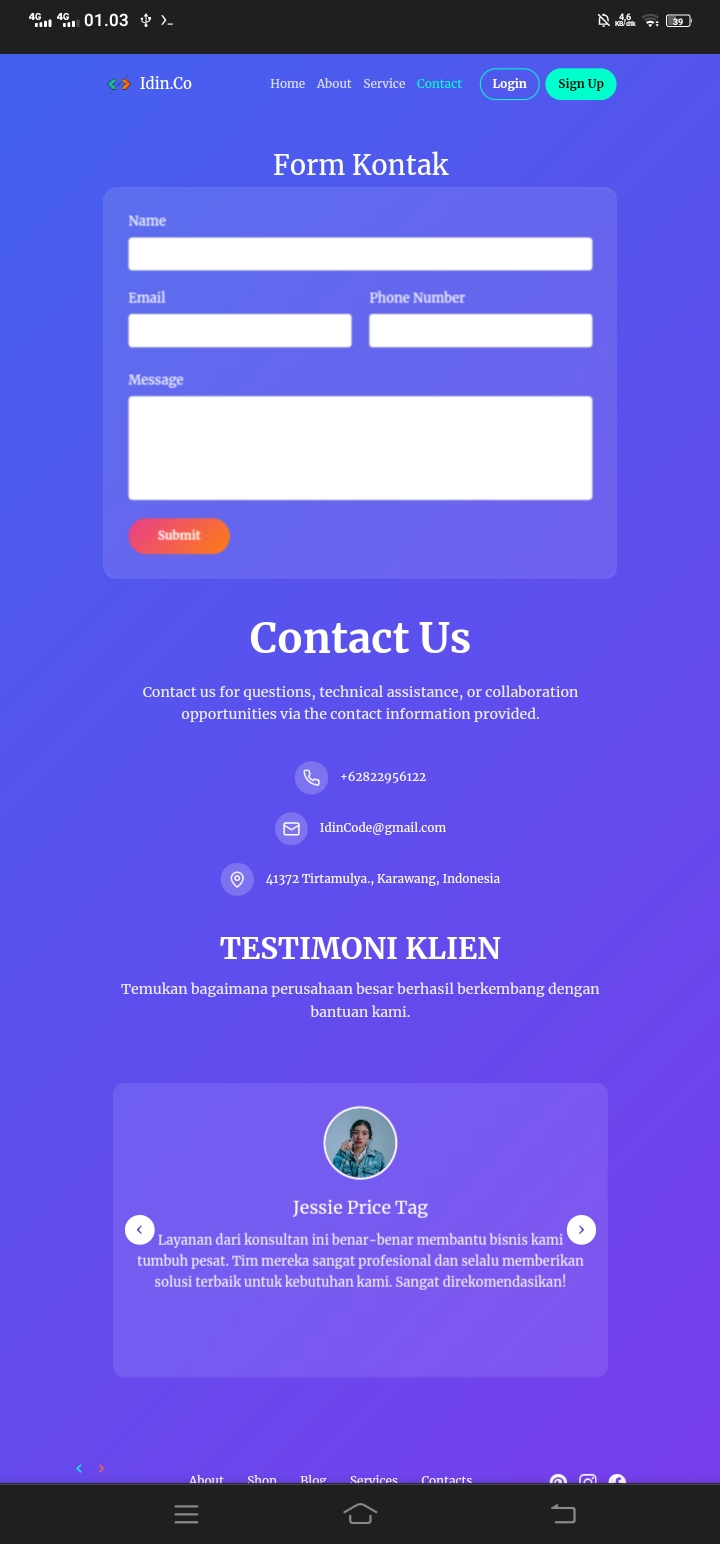 4G 4G 01.03 4,6 KB/dtk 39
Idin.Co Home About Service Contact Login Sign Up
Form Kontak
Name
Email Phone Number
Message
Submit
Contact Us
Contact us for questions, technical assistance, or collaboration
opportunities via the contact information provided.
+62822956122
IdinCode@gmail.com
41372 Tirtamulya., Karawang, Indonesia
TESTIMONI KLIEN
Temukan bagaimana perusahaan besar berhasil berkembang dengan
bantuan kami.
Jessie Price Tag
Layanan dari konsultan ini benar-benar membantu bisnis kami
tumbuh pesat. Tim mereka sangat profesional dan selalu memberikan
solusi terbaik untuk kebutuhan kami. Sangat direkomendasikan!
About Shop Blog Services Contacts